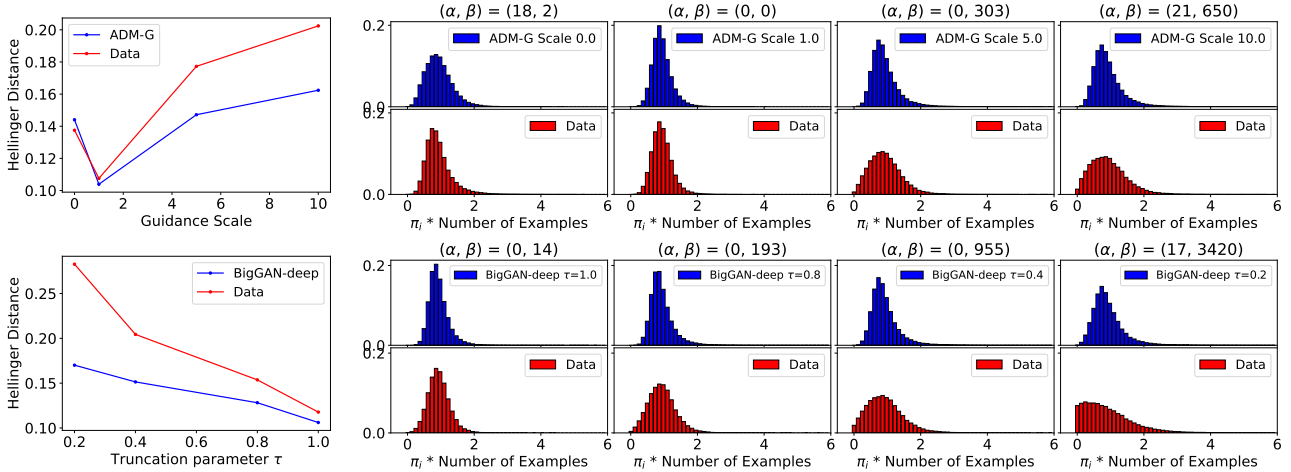 Hellinger Distance
0.20
0.18
0.16
0.14
0.12
0.10
ADM-G
Data
0 2 4 6 8 10
Guidance Scale
(α, β) = (18, 2)
0.2
ADM-G Scale 0.0
0.0
0.2
Data
0.0
0 2 4 6
πi * Number of Examples
(α, β) = (0, 0)
ADM-G Scale 1.0
Data
0 2 4 6
πi * Number of Examples
(α, β) = (0, 303)
ADM-G Scale 5.0
Data
0 2 4 6
πi * Number of Examples
(α, β) = (21, 650)
ADM-G Scale 10.0
Data
0 2 4 6
πi * Number of Examples
Hellinger Distance
0.25
0.20
0.15
0.10
BigGAN-deep
Data
0.2 0.4 0.6 0.8 1.0
Truncation parameter τ
(α, β) = (0, 14)
0.2
BigGAN-deep τ=1.0
0.0
0.2
Data
0.0
0 2 4 6
πi * Number of Examples
(α, β) = (0, 193)
BigGAN-deep τ=0.8
Data
0 2 4 6
πi * Number of Examples
(α, β) = (0, 955)
BigGAN-deep τ=0.4
Data
0 2 4 6
πi * Number of Examples
(α, β) = (17, 3420)
BigGAN-deep τ=0.2
Data
0 2 4 6
πi * Number of Examples